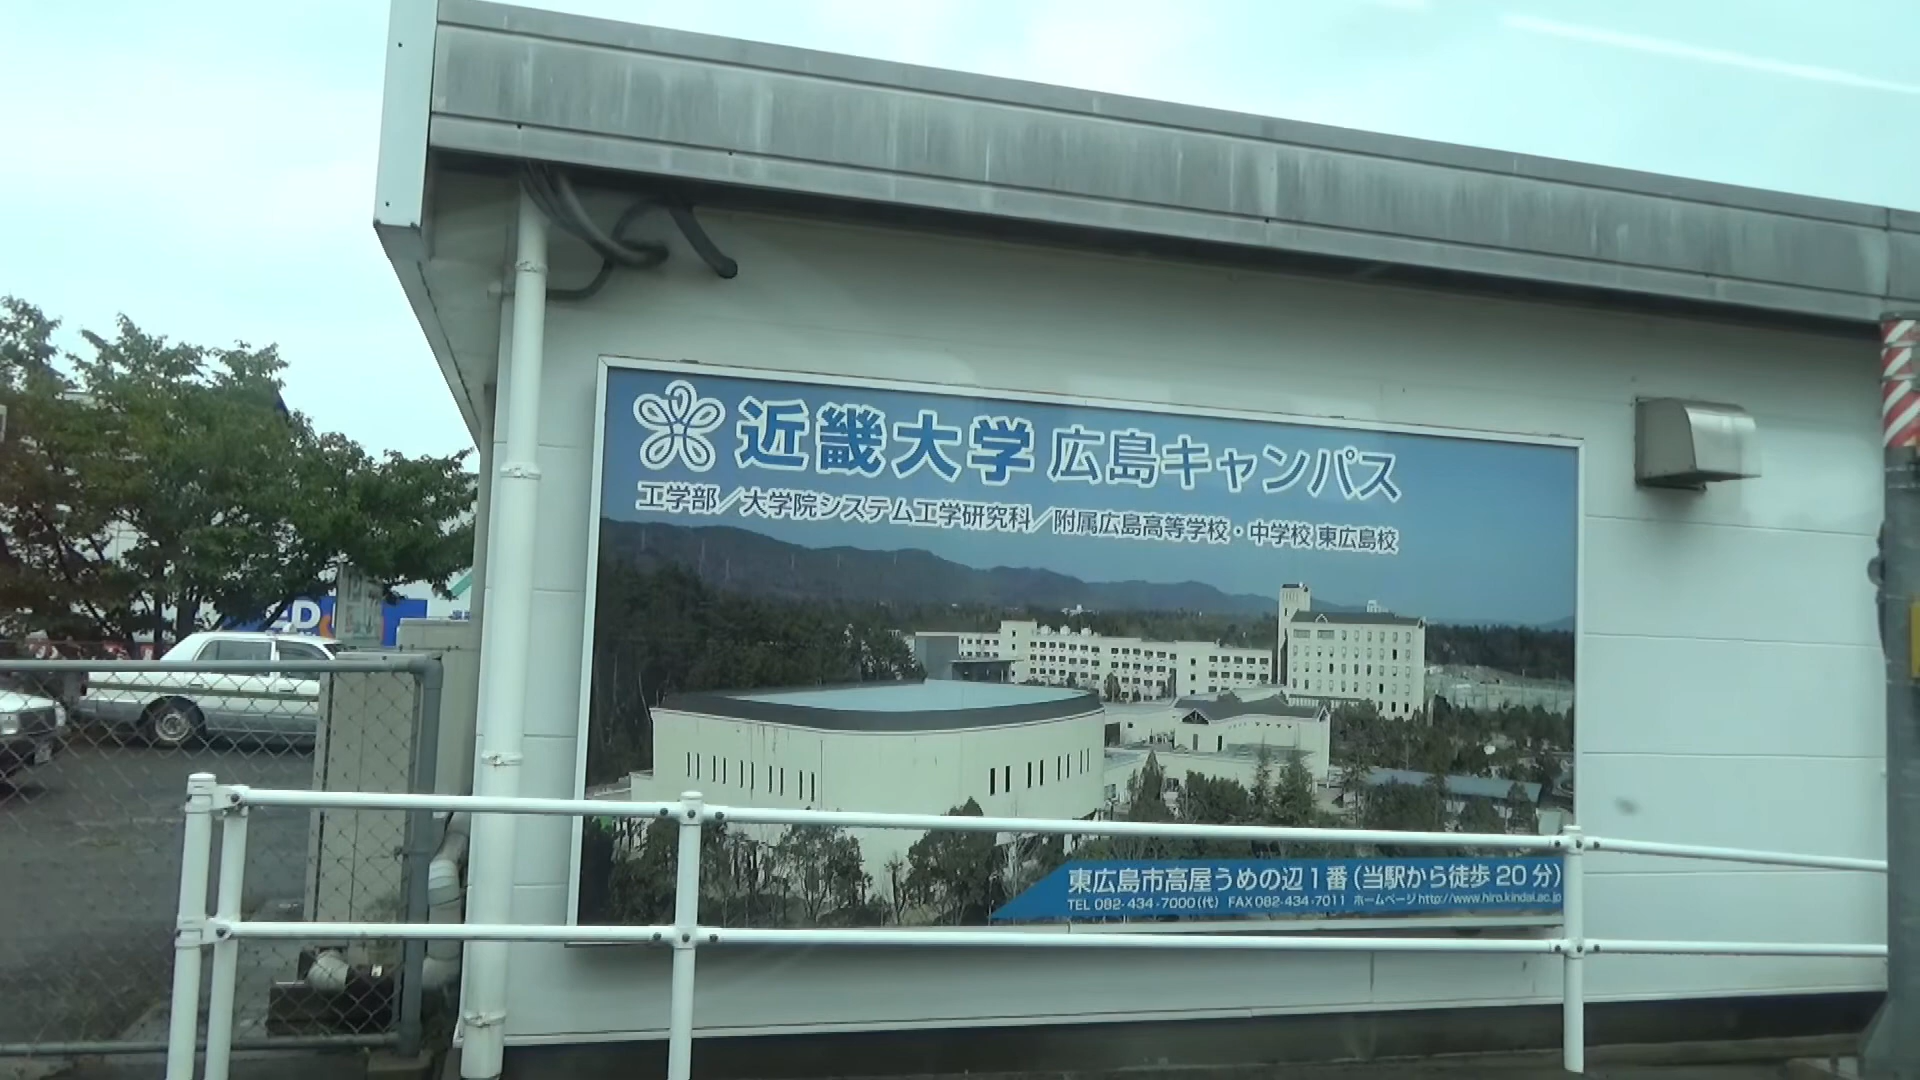 近畿大学 広島キャンパス
工学部／大学院システム工学研究科／附属広島高等学校・中学校 東広島校
東広島市高屋うめの辺1番(当駅から徒歩20分)
TEL 082-434-7000(代) FAX 082-434-7011 ホームページ http://www.hiro.kindai.ac.jp